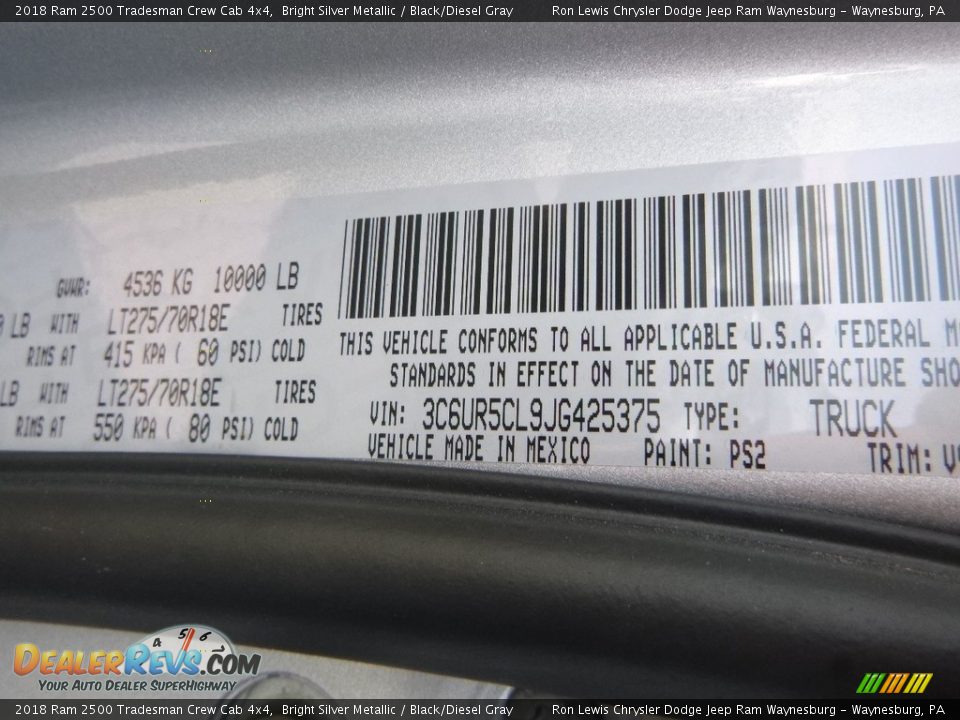 2018 Ram 2500 Tradesman Crew Cab 4x4, Bright Silver Metallic / Black/Diesel Gray Ron Lewis Chrysler Dodge Jeep Ram Waynesburg - Waynesburg, PA
GVWR: 4536 KG 10000 LB
LB WITH LT275/70R18E TIRES
RIMS AT 415 KPA ( 60 PSI) COLD
LB WITH LT275/70R18E TIRES
RIMS AT 550 KPA ( 80 PSI) COLD
THIS VEHICLE CONFORMS TO ALL APPLICABLE U.S.A. FEDERAL M
STANDARDS IN EFFECT ON THE DATE OF MANUFACTURE SHO
VIN: 3C6UR5CL9JG425375 TYPE: TRUCK
VEHICLE MADE IN MEXICO PAINT: PS2 TRIM:
4 5 6
DealerRevs.com
Your Auto Dealer SuperHighway
2018 Ram 2500 Tradesman Crew Cab 4x4, Bright Silver Metallic / Black/Diesel Gray Ron Lewis Chrysler Dodge Jeep Ram Waynesburg - Waynesburg, PA